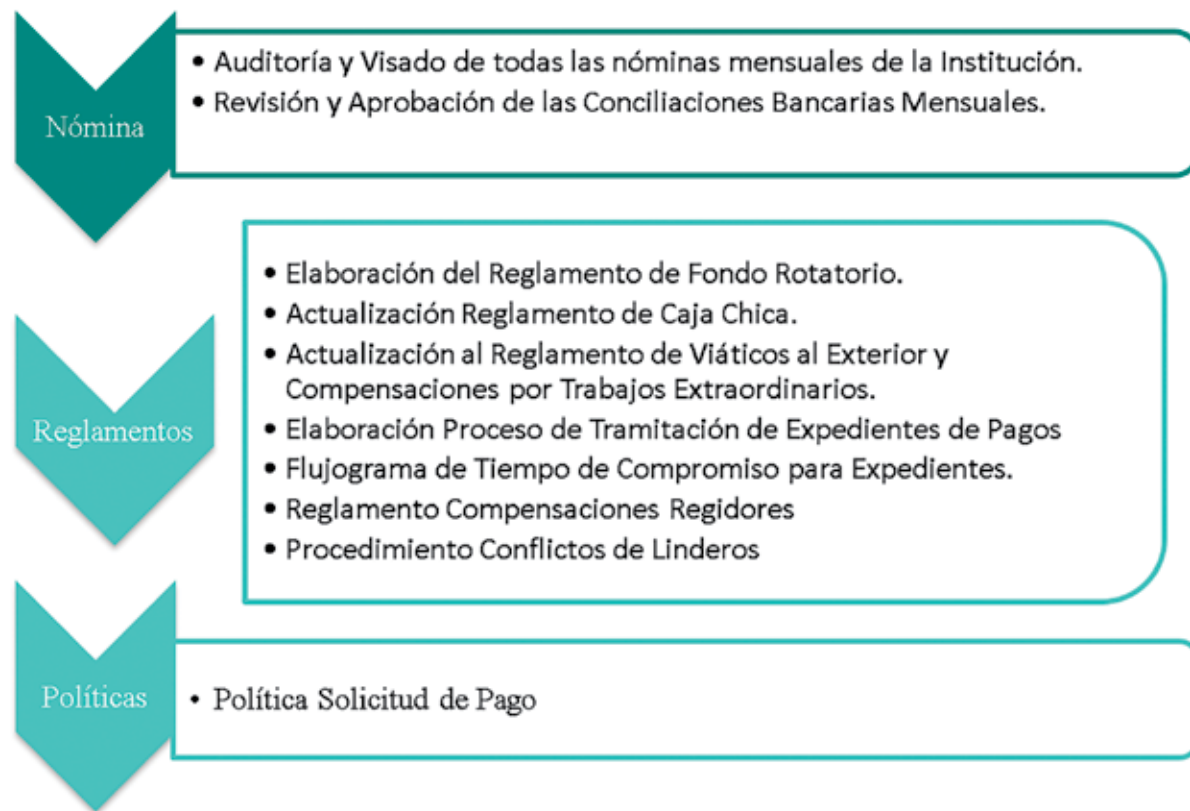 Nómina
• Auditoría y Visado de todas las nóminas mensuales de la Institución.
• Revisión y Aprobación de las Conciliaciones Bancarias Mensuales.
Reglamentos
• Elaboración del Reglamento de Fondo Rotatorio.
• Actualización Reglamento de Caja Chica.
• Actualización al Reglamento de Viáticos al Exterior y
Compensaciones por Trabajos Extraordinarios.
• Elaboración Proceso de Tramitación de Expedientes de Pagos
• Flujograma de Tiempo de Compromiso para Expedientes.
• Reglamento Compensaciones Regidores
• Procedimiento Conflictos de Linderos
Políticas
• Política Solicitud de Pago